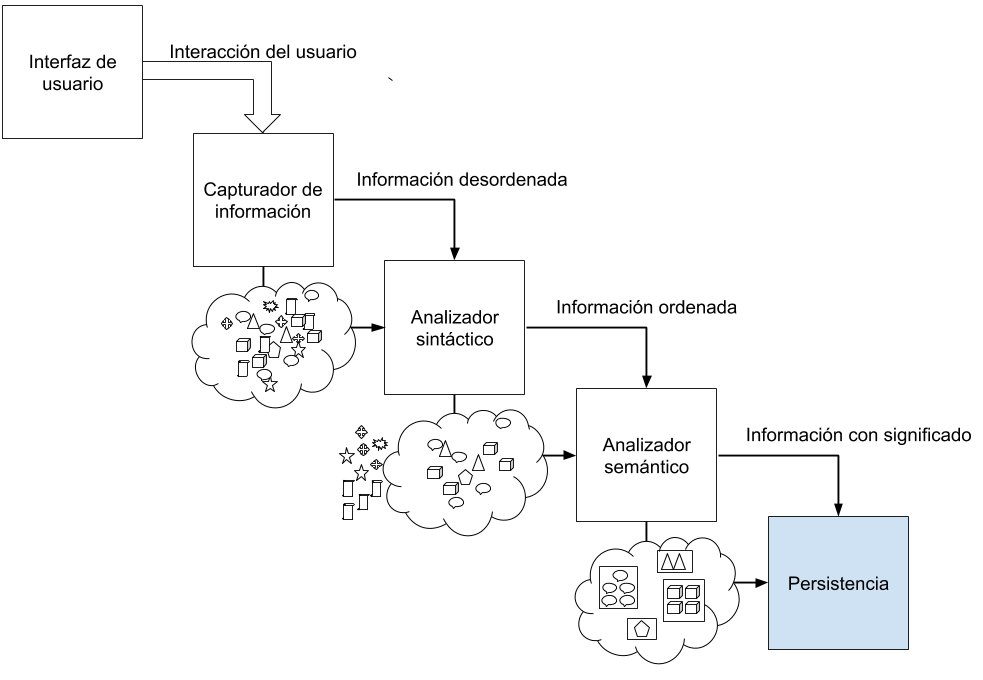 Interfaz de
usuario
Interacción del usuario
Capturador de
información
Información desordenada
Analizador
sintáctico
Información ordenada
Analizador
semántico
Información con significado
Persistencia